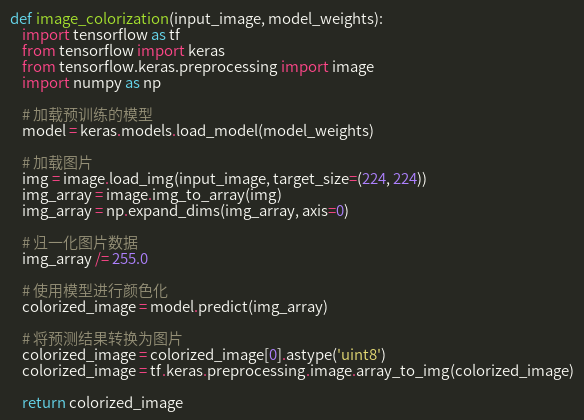 def image_colorization(input_image, model_weights):
import tensorflow as tf
from tensorflow import keras
from tensorflow.keras.preprocessing import image
import numpy as np
# 加载预训练的模型
model = keras.models.load_model(model_weights)
# 加载图片
img = image.load_img(input_image, target_size=(224, 224))
img_array = image.img_to_array(img)
img_array = np.expand_dims(img_array, axis=0)
# 归一化图片数据
img_array /= 255.0
# 使用模型进行颜色化
colorized_image = model.predict(img_array)
# 将预测结果转换为图片
colorized_image = colorized_image[0].astype('uint8')
colorized_image = tf.keras.preprocessing.image.array_to_img(colorized_image)
return colorized_image